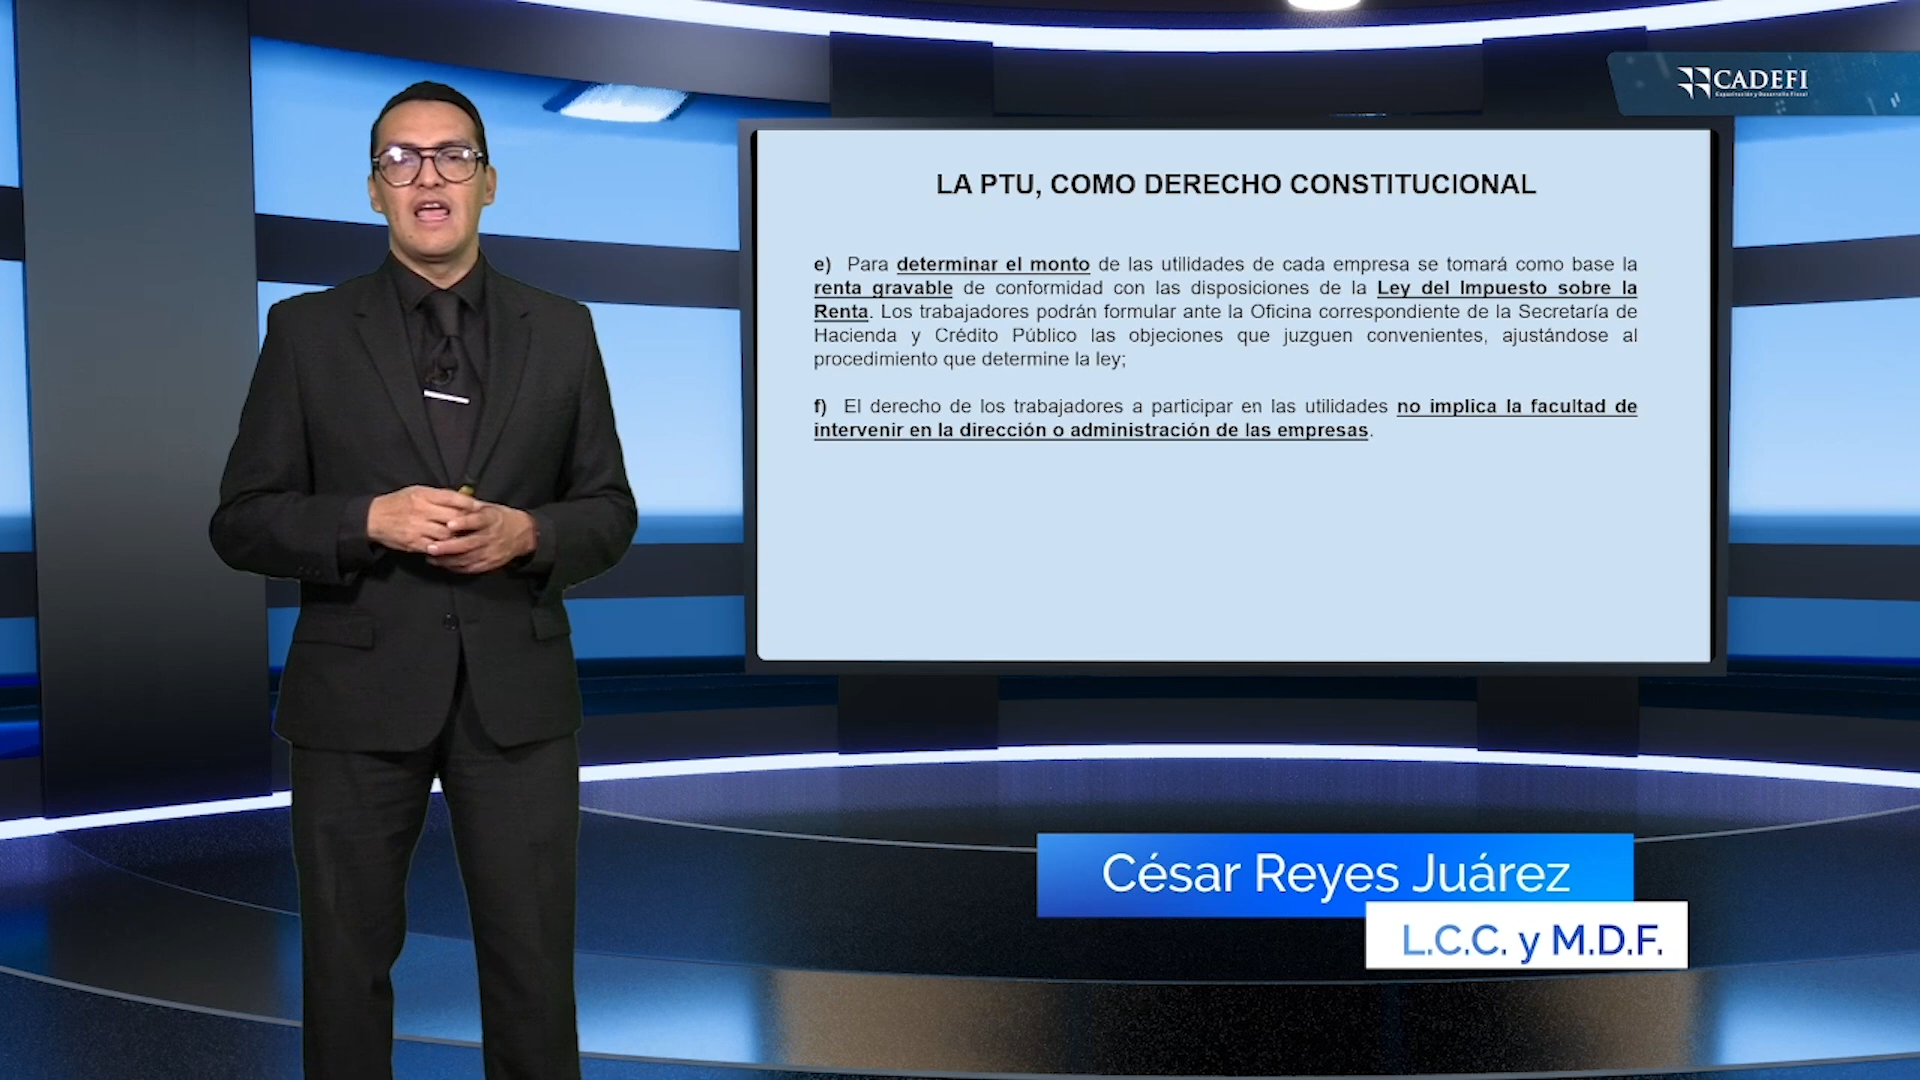 CADEFI
Capacitación y Desarrollo Fiscal
LA PTU, COMO DERECHO CONSTITUCIONAL
e) Para determinar el monto de las utilidades de cada empresa se tomará como base la
renta gravable de conformidad con las disposiciones de la Ley del Impuesto sobre la
Renta. Los trabajadores podrán formular ante la Oficina correspondiente de la Secretaría de
Hacienda y Crédito Público las objeciones que juzguen convenientes, ajustándose al
procedimiento que determine la ley;
f) El derecho de los trabajadores a participar en las utilidades no implica la facultad de
intervenir en la dirección o administración de las empresas.
César Reyes Juárez
L.C.C. y M.D.F.